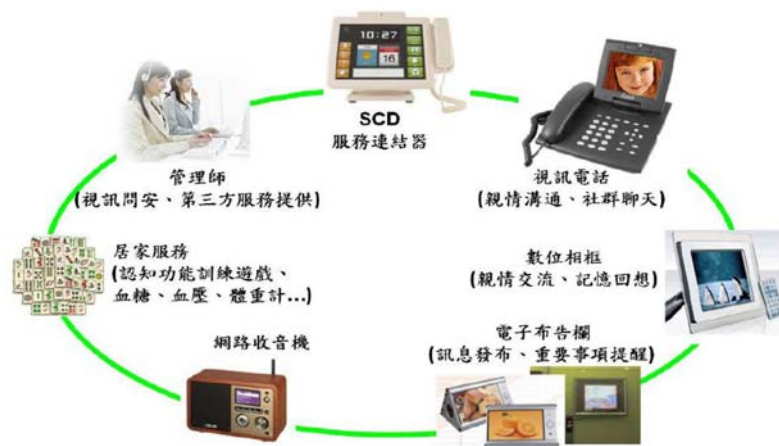 10:27
16
SCD
服務連結器
管理師
(視訊問安、第三方服務提供)
視訊電話
(親情溝通、社群聊天)
居家服務
(認知功能訓練遊戲、
血糖、血壓、體重計...)
數位相框
(親情交流、記憶回想)
網路收音機
電子布告欄
(訊息發布、重要事項提醒)